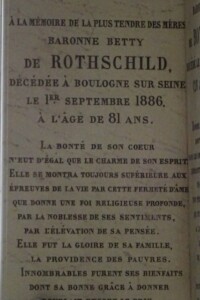 À LA MÉMOIRE DE LA PLUS TENDRE DES MÈRES
BARONNE BETTY
DE ROTHSCHILD,
DÉCÉDÉE À BOULOGNE SUR SEINE
LE 1ER SEPTEMBRE 1886,
À L'ÂGE DE 81 ANS.
LA BONTÉ DE SON COEUR
N'EUT D'ÉGAL QUE LE CHARME DE SON ESPRIT
ELLE SE MONTRA TOUJOURS SUPÉRIEURE AUX
ÉPREUVES DE LA VIE PAR CETTE FERMETÉ D'ÂME
QUE DONNE UNE FOI RELIGIEUSE PROFONDE,
PAR LA NOBLESSE DE SES SENTIMENTS,
PAR L'ÉLÉVATION DE SA PENSÉE.
ELLE FUT LA GLOIRE DE SA FAMILLE,
LA PROVIDENCE DES PAUVRES.
INNOMBRABLES FURENT SES BIENFAITS
DONT SA BONNE GRÂCE À DONNER